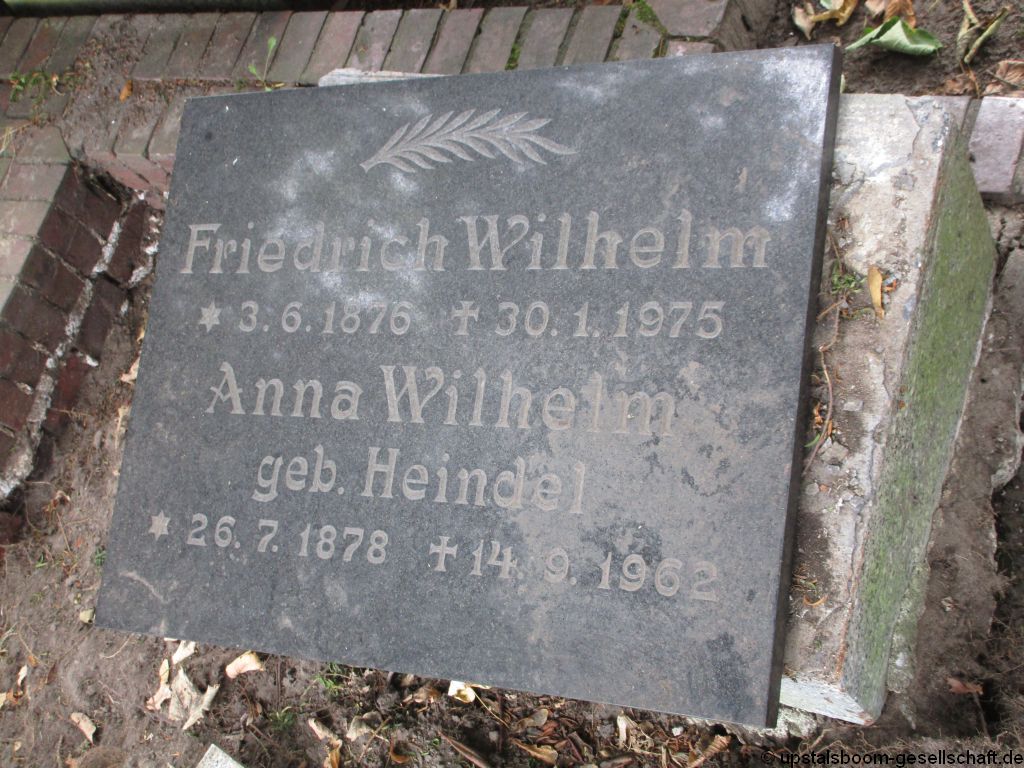 Friedrich Wilhelm
* 3. 6. 1876 ✝ 30. 1. 1975
Anna Wilhelm
geb. Heindel
* 26. 7. 1878 ✝ 14. 9. 1962
© upstalsboom-gesellschaft.de